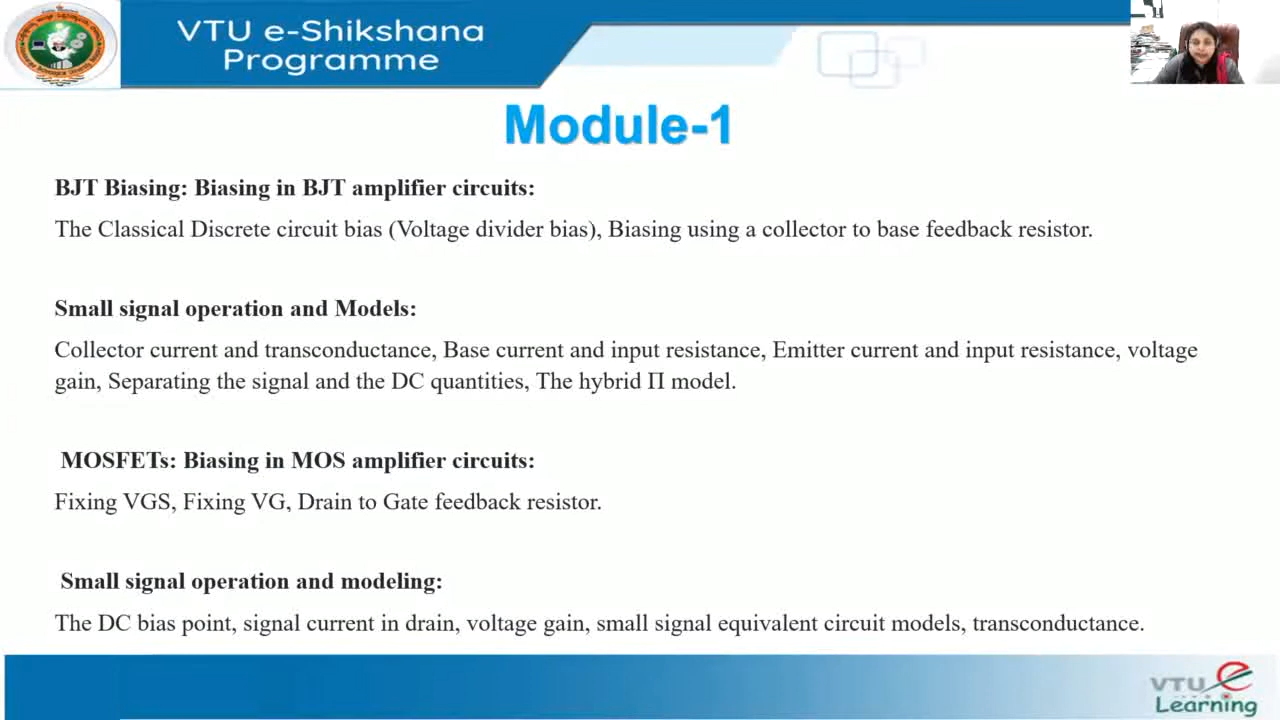 VTU e-Shikshana
Programme
Module-1
BJT Biasing: Biasing in BJT amplifier circuits:
The Classical Discrete circuit bias (Voltage divider bias), Biasing using a collector to base feedback resistor.
Small signal operation and Models:
Collector current and transconductance, Base current and input resistance, Emitter current and input resistance, voltage
gain, Separating the signal and the DC quantities, The hybrid Π model.
MOSFETs: Biasing in MOS amplifier circuits:
Fixing VGS, Fixing VG, Drain to Gate feedback resistor.
Small signal operation and modeling:
The DC bias point, signal current in drain, voltage gain, small signal equivalent circuit models, transconductance.
VTU e
Learning